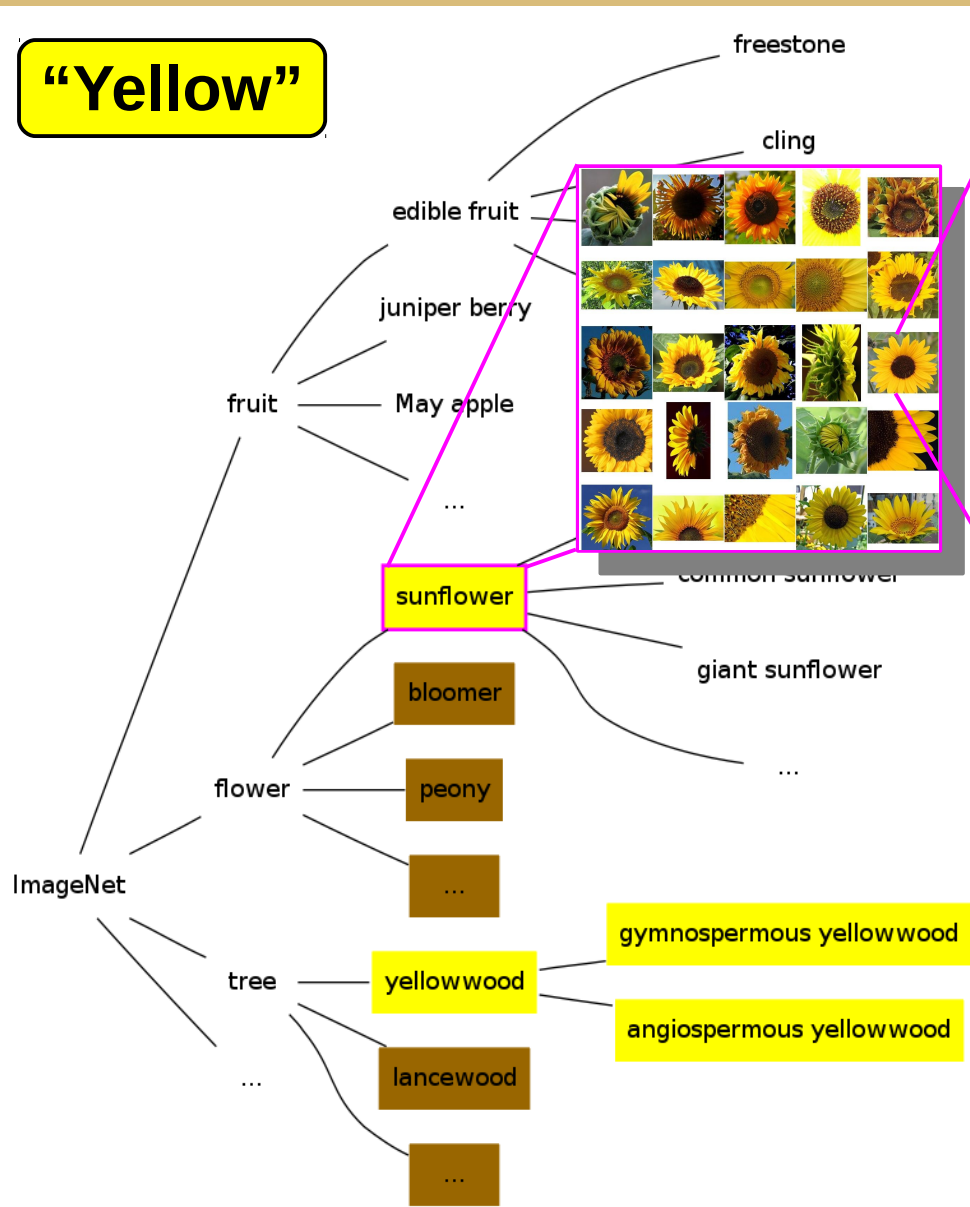 “Yellow”
freestone
cling
edible fruit
juniper berry
fruit
May apple
...
sunflower
common sunflower
giant sunflower
bloomer
...
flower
peony
ImageNet
...
gymnospermous yellowwood
tree
yellowwood
angiospermous yellowwood
lancewood
...
...